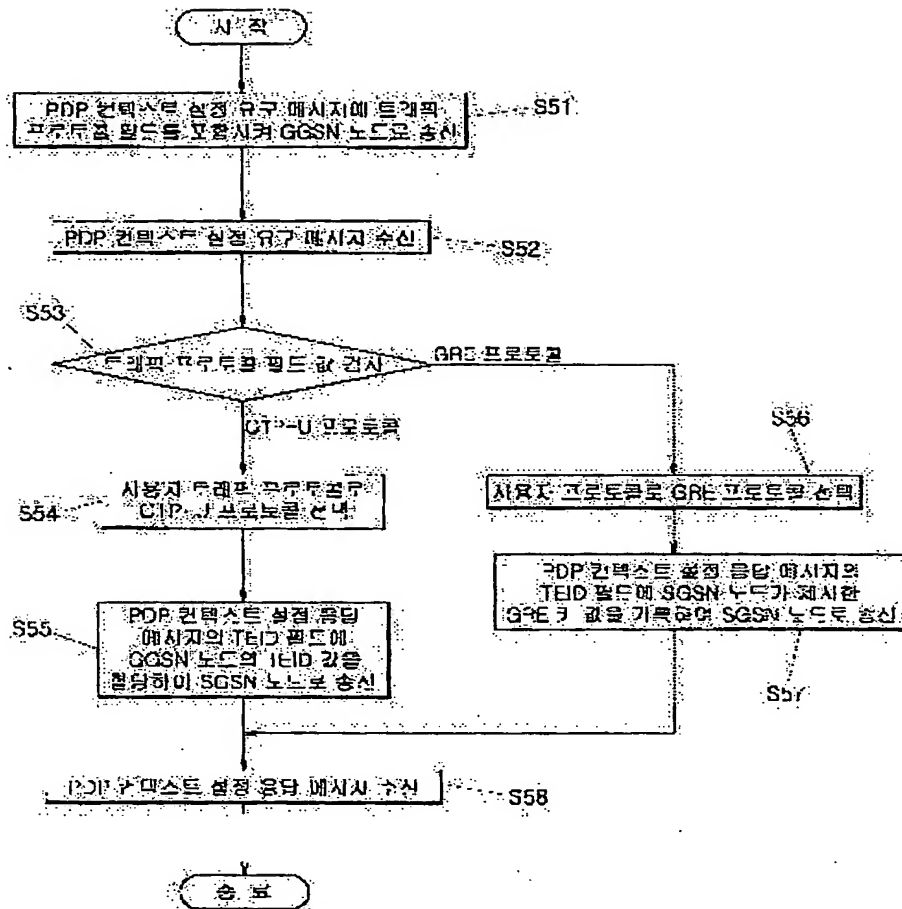 시 작
PDP 컨텍스트 설정 요구 메시지에 트래픽
프로토콜 필드를 포함시켜 GGSN 노드로 송신
S51
PDP 컨텍스트 설정 요구 메시지 수신
S52
S53
트래픽 프로토콜 필드 값 검사
GRE 프로토콜
GTP-U 프로토콜
S56
사용자 트래픽 프로토콜로
GTP-U 프로토콜 선택
S54
사용자 프로토콜로 GRE 프로토콜 선택
PDP 컨텍스트 설정 응답 메시지의
TEID 필드에 SGSN 노드가 제시한
GRE 키 값을 기록하여 SGSN 노드로 송신
S57
PDP 컨텍스트 설정 응답
메시지의 TEID 필드에
GGSN 노드의 TEID 값을
할당하여 SGSN 노드로 송신
S55
PDP 컨텍스트 설정 응답 메시지 수신
S58
종 료